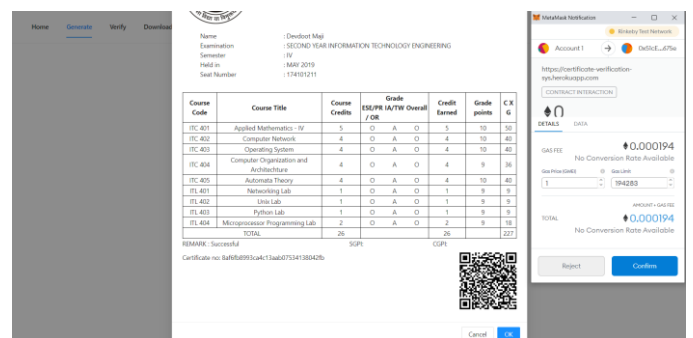 Home Generate Verify Download
Name : Devdoot Maji
Examination : SECOND YEAR INFORMATION TECHNOLOGY ENGINEERING
Semester : IV
Held in : MAY 2019
Seat Number : 174101211
Course Code Course Title Course Credits Grade ESE/PR / OR IA/TW Overall Credit Earned Grade points C X G
ITC 401 Applied Mathematics - IV 5 O A O 5 10 50
ITC 402 Computer Network 4 O A O 4 10 40
ITC 403 Operating System 4 O A O 4 10 40
ITC 404 Computer Organization and Architechture 4 O A O 4 9 36
ITC 405 Automata Theory 4 O A O 4 10 40
ITL 401 Networking Lab 1 O A O 1 9 9
ITL 402 Unix Lab 1 O A O 1 9 9
ITL 403 Python Lab 1 O A O 1 9 9
ITL 404 Microprocessor Programming Lab 2 O A O 2 9 18
TOTAL 26 26 227
REMARK : Successful SGPI: CGPI:
Certificate no: 8af6fb8993ca4c13aab07534138042fb
Cancel OK
MetaMask Notification
Rinkeby Test Network
Account 1 → 0x51cE...675e
https://certificate-verification-
sys.herokuapp.com
CONTRACT INTERACTION
0
DETAILS DATA
GAS FEE 0.000194
No Conversion Rate Available
Gas Price (GWEI) Gas Limit
1 194283
AMOUNT + GAS FEE
TOTAL 0.000194
No Conversion Rate Available
Reject Confirm